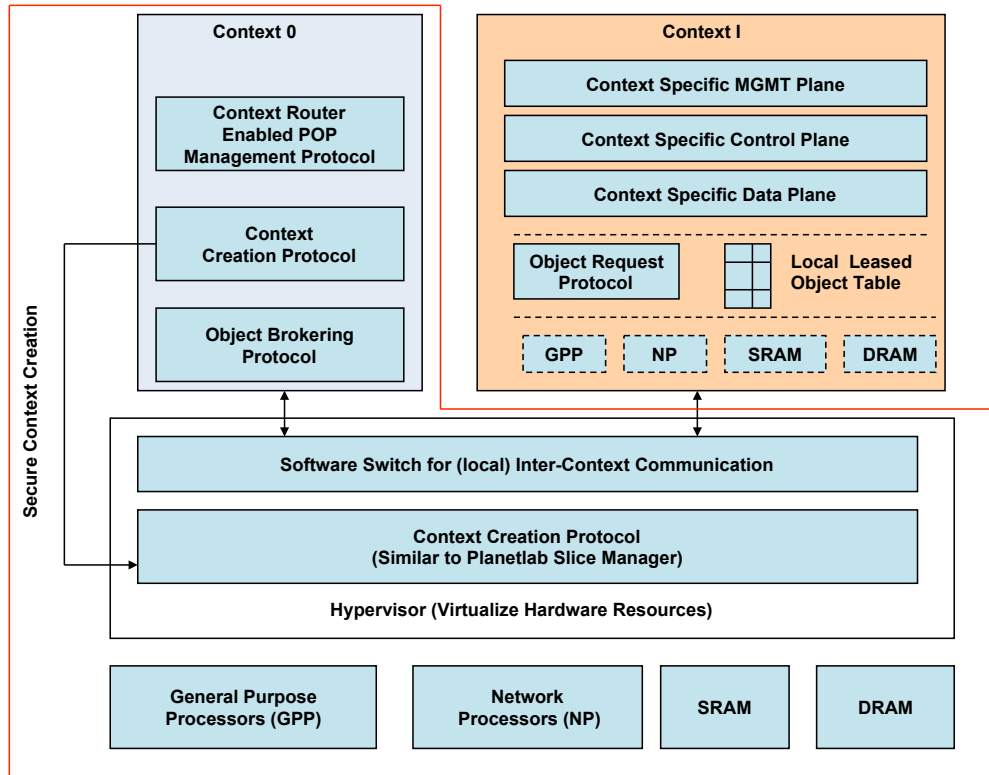 Context 0
Context Router
Enabled POP
Management Protocol
Context
Creation Protocol
Object Brokering
Protocol
Context I
Context Specific MGMT Plane
Context Specific Control Plane
Context Specific Data Plane
Object Request
Protocol
Local Leased
Object Table
GPP
NP
SRAM
DRAM
Secure Context Creation
Software Switch for (local) Inter-Context Communication
Context Creation Protocol
(Similar to Planetlab Slice Manager)
Hypervisor (Virtualize Hardware Resources)
General Purpose
Processors (GPP)
Network
Processors (NP)
SRAM
DRAM